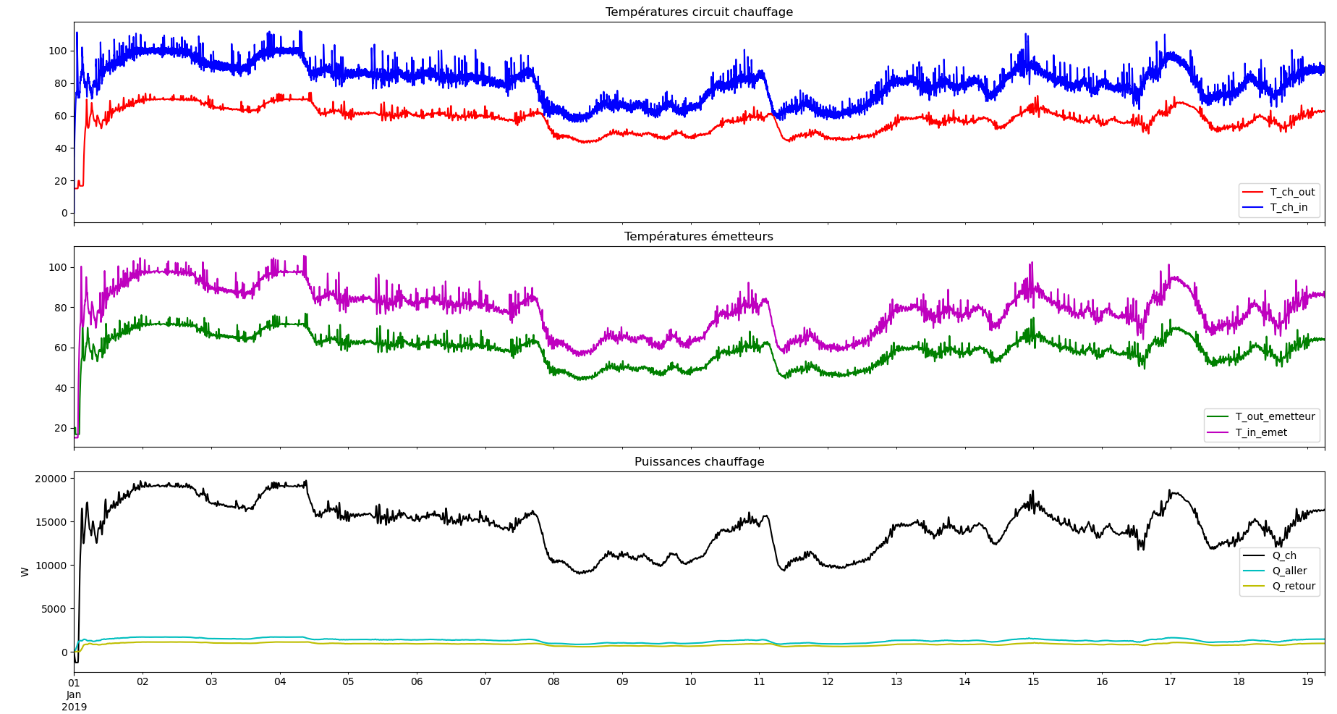 Températures circuit chauffage
100
80
60
40
20
0
T_ch_out
T_ch_in
Températures émetteurs
100
80
60
40
20
T_out_emetteur
T_in_emet
Puissances chauffage
20000
15000
10000
5000
0
W
Q_ch
Q_aller
Q_retour
01 02 03 04 05 06 07 08 09 10 11 12 13 14 15 16 17 18 19
Jan
2019